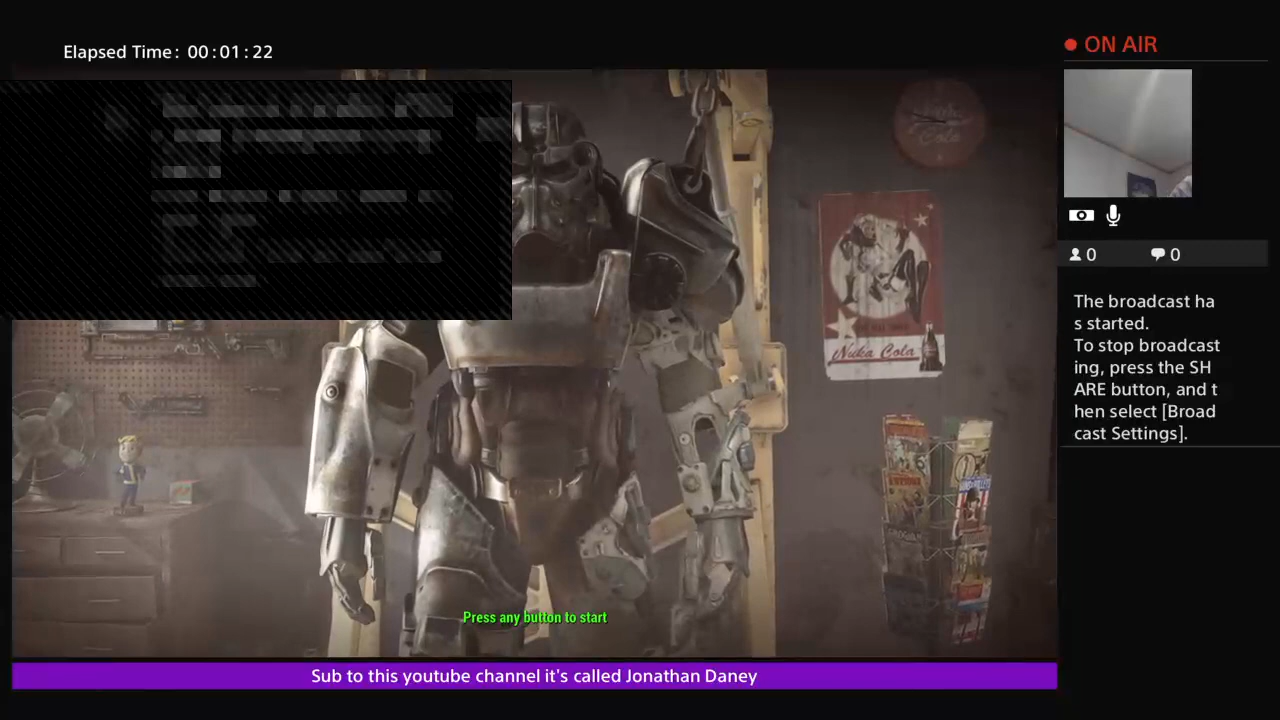 Elapsed Time: 00:01:22
ON AIR
0 0
The broadcast ha
s started.
To stop broadcast
ing, press the SH
ARE button, and t
hen select [Broad
cast Settings].
Nuka Cola
Press any button to start
Sub to this youtube channel it's called Jonathan Daney